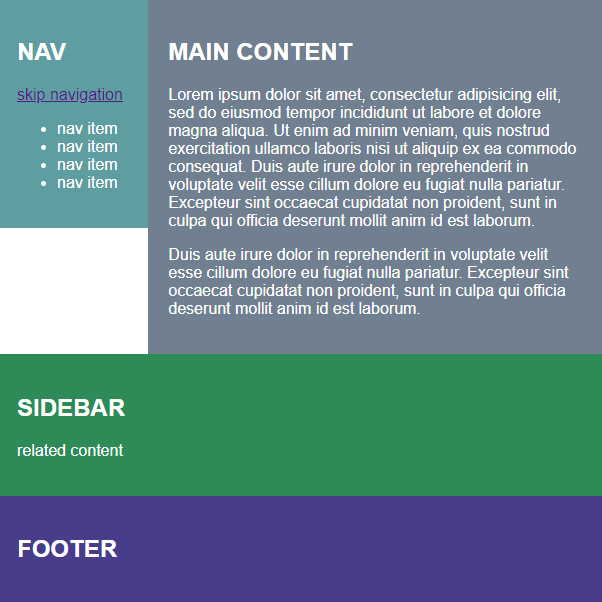 NAV
skip navigation
nav item
nav item
nav item
nav item
MAIN CONTENT
Lorem ipsum dolor sit amet, consectetur adipisicing elit,
sed do eiusmod tempor incididunt ut labore et dolore
magna aliqua. Ut enim ad minim veniam, quis nostrud
exercitation ullamco laboris nisi ut aliquip ex ea commodo
consequat. Duis aute irure dolor in reprehenderit in
voluptate velit esse cillum dolore eu fugiat nulla pariatur.
Excepteur sint occaecat cupidatat non proident, sunt in
culpa qui officia deserunt mollit anim id est laborum.
Duis aute irure dolor in reprehenderit in voluptate velit
esse cillum dolore eu fugiat nulla pariatur. Excepteur sint
occaecat cupidatat non proident, sunt in culpa qui officia
deserunt mollit anim id est laborum.
SIDEBAR
related content
FOOTER